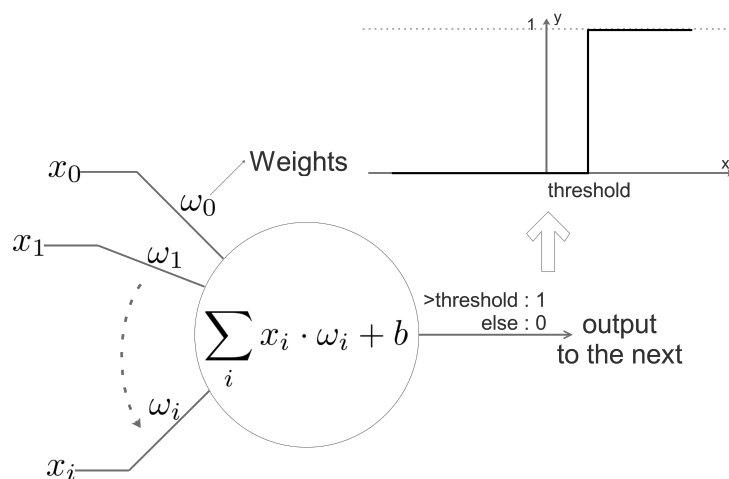 1
y
x
threshold
Weights
x₀
ω₀
x₁
ω₁
>threshold : 1
else : 0
∑ᵢ xᵢ · ωᵢ + b
output
to the next
ωᵢ
xᵢ